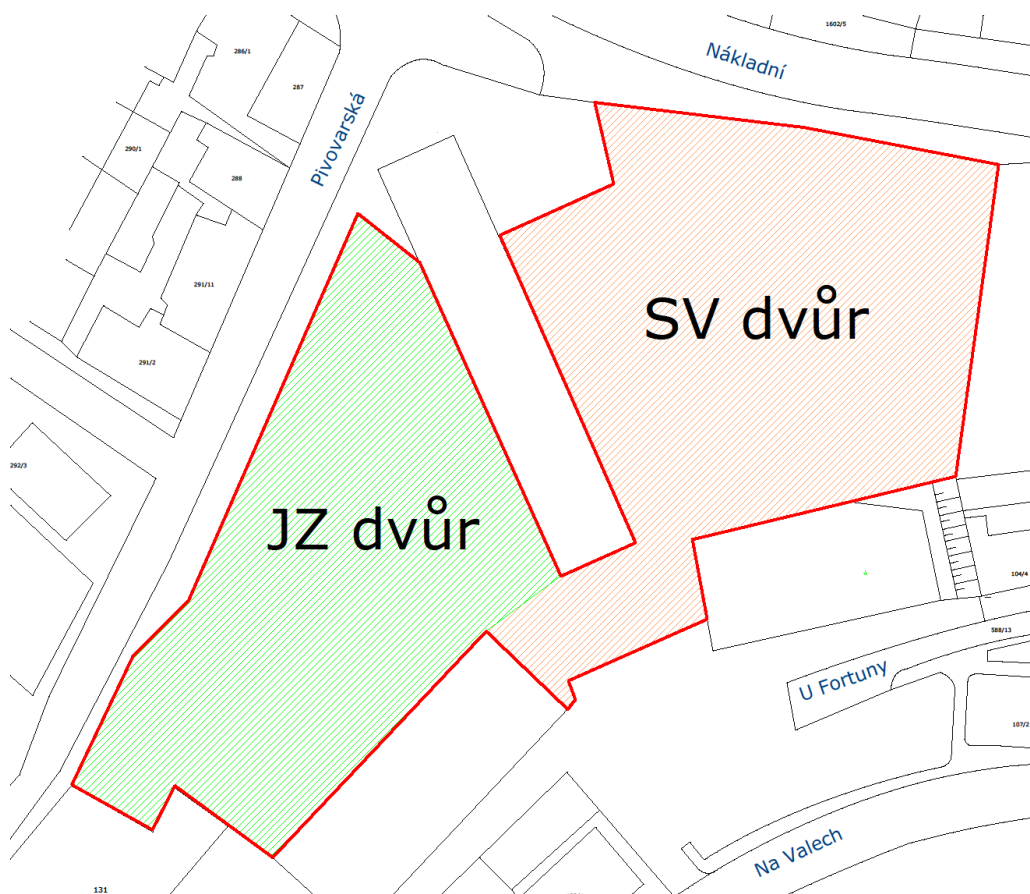 1602/5
Nákladní
286/1
287
Pivovarská
290/1
288
291/11
SV dvůr
291/2
292/3
JZ dvůr
104/4
588/13
U Fortuny
107/2
Na Valech
131